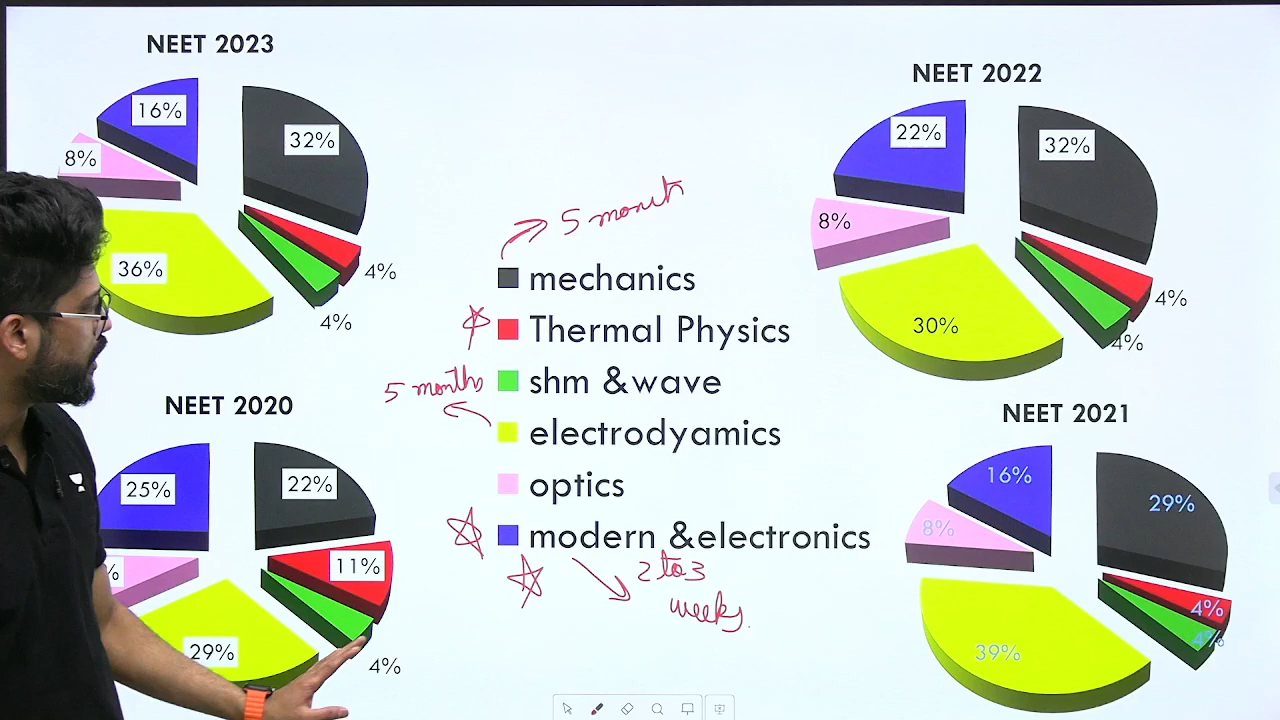 NEET 2023
16%
32%
8%
36%
4%
4%
NEET 2022
22%
32%
8%
30%
4%
4%
5 month
mechanics
Thermal Physics
shm &wave
5 months
electrodyamics
optics
modern &electronics
2 to 3
weeks.
NEET 2020
25%
22%
11%
%
29%
4%
NEET 2021
16%
29%
8%
4%
4%
39%